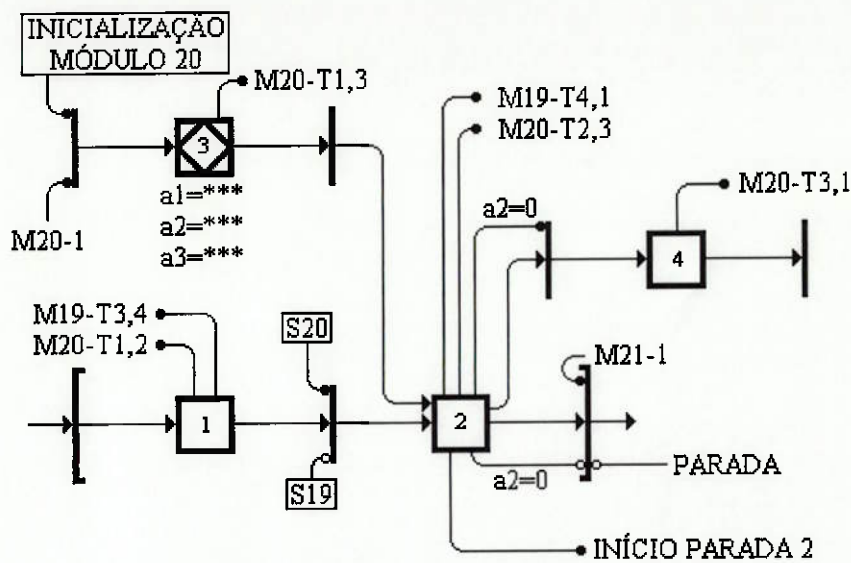 INICIALIZAÇÃO
MÓDULO 20
M20-T1,3
3
a1=***
a2=***
a3=***
M20-1
M19-T4,1
M20-T2,3
a2=0
M20-T3,1
4
M19-T3,4
M20-T1,2
1
S20
S19
2
M21-1
a2=0
PARADA
INÍCIO PARADA 2